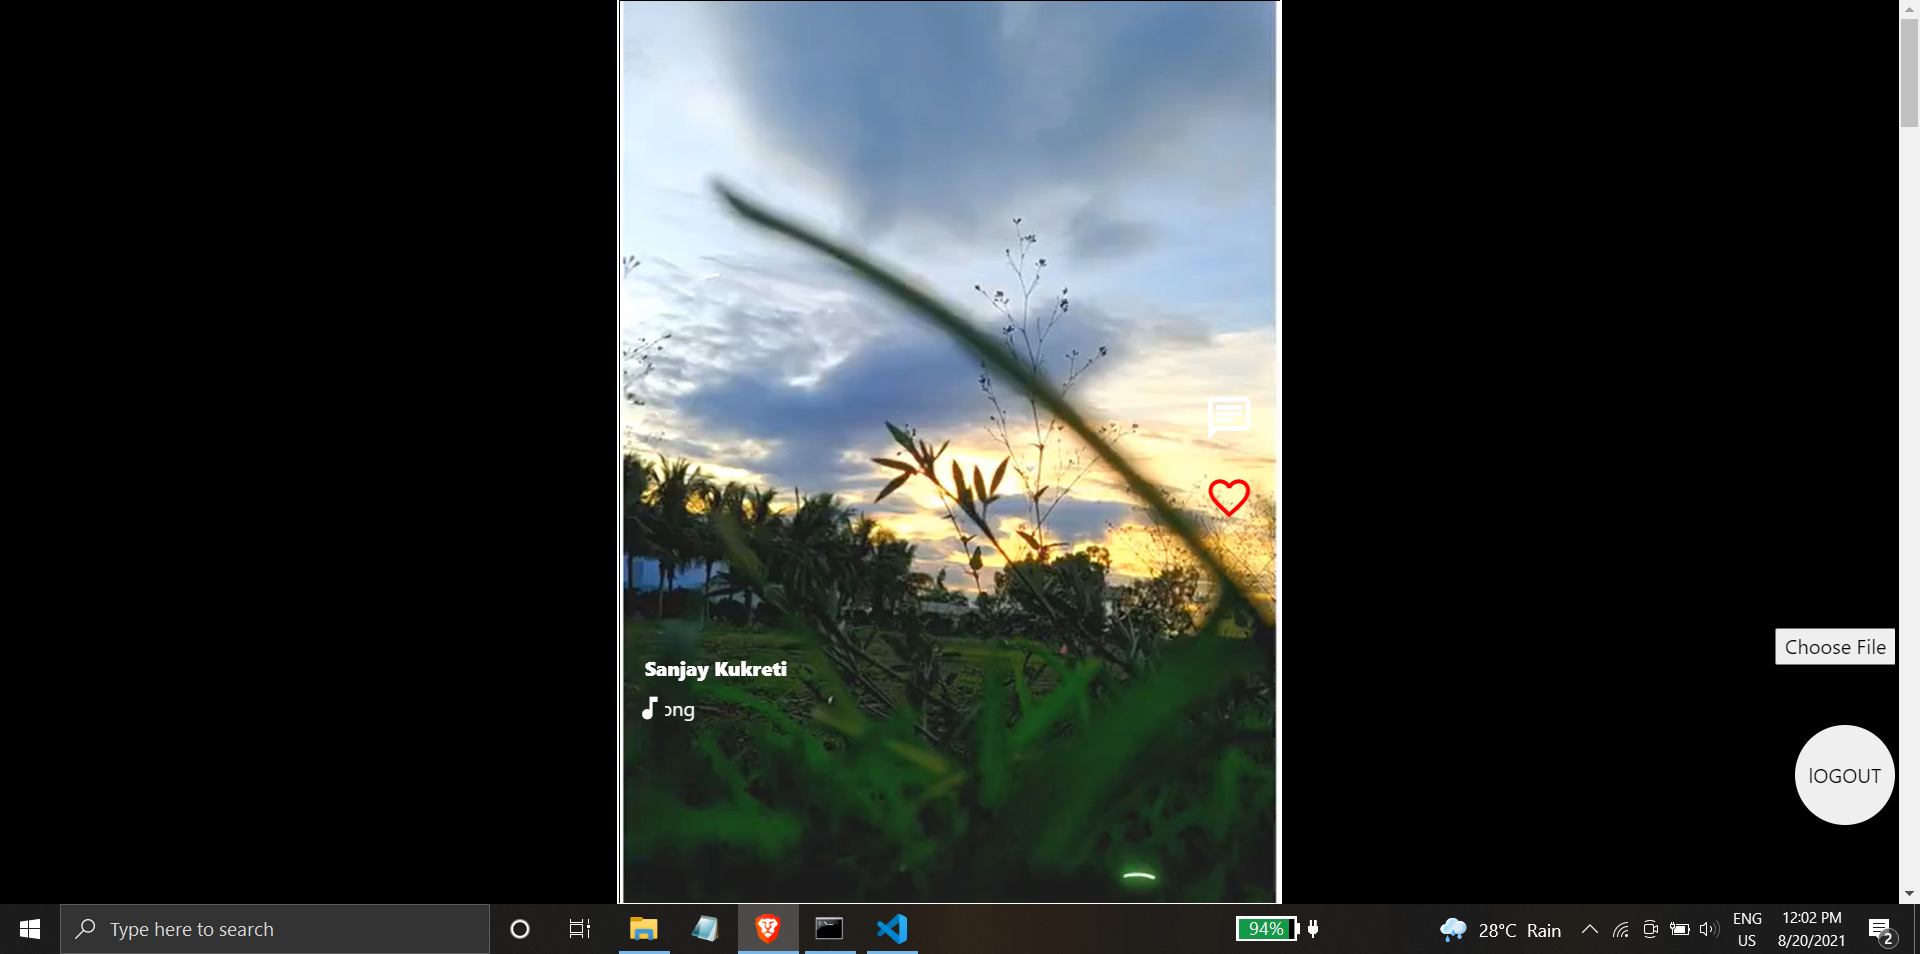 Sanjay Kukreti
ong
Choose File
lOGOUT
Type here to search
94%
28°C Rain
ENG
US
12:02 PM
8/20/2021
2